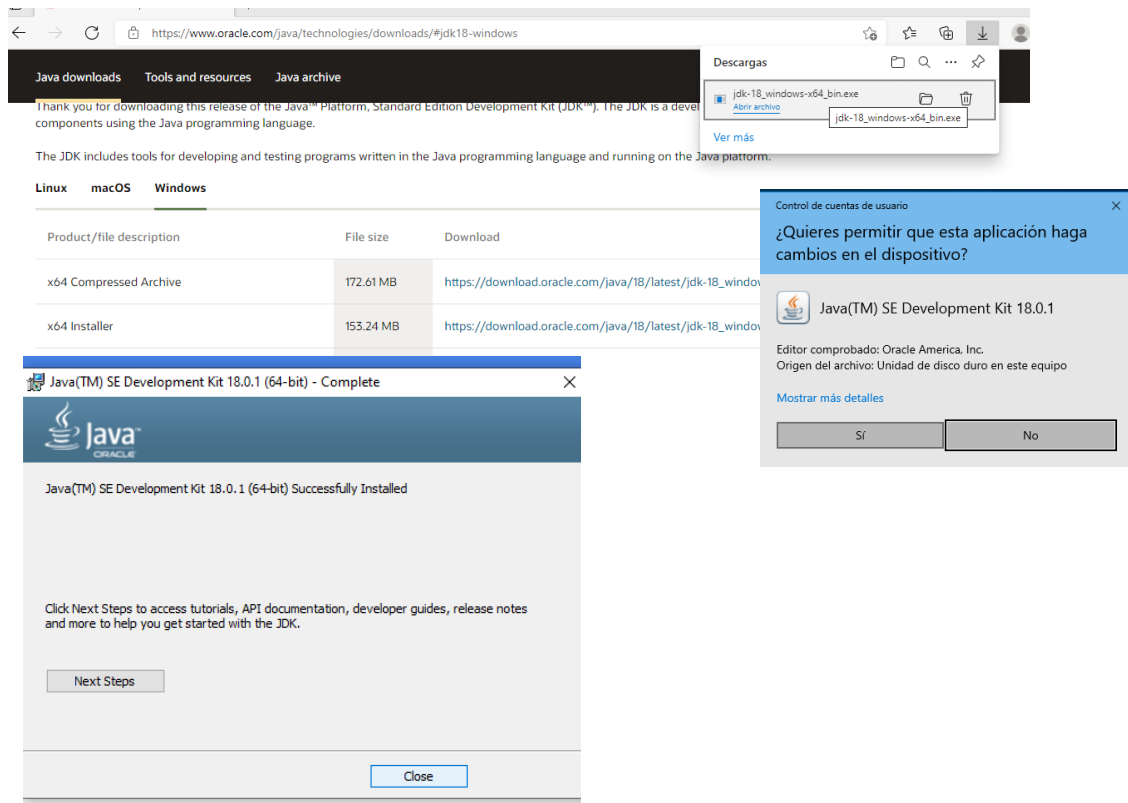 https://www.oracle.com/java/technologies/downloads/#jdk18-windows
Java downloads Tools and resources Java archive
Descargas
jdk-18_windows-x64_bin.exe
Abrir archivo
jdk-18_windows-x64_bin.exe
Ver más
Thank you for downloading this release of the Java™ Platform, Standard Edition Development Kit (JDK™). The JDK is a devel
components using the Java programming language.
The JDK includes tools for developing and testing programs written in the Java programming language and running on the Java platform.
Linux macOS Windows
Product/file description File size Download
x64 Compressed Archive 172.61 MB https://download.oracle.com/java/18/latest/jdk-18_window
x64 Installer 153.24 MB https://download.oracle.com/java/18/latest/jdk-18_window
Control de cuentas de usuario
¿Quieres permitir que esta aplicación haga
cambios en el dispositivo?
Java(TM) SE Development Kit 18.0.1
Editor comprobado: Oracle America, Inc.
Origen del archivo: Unidad de disco duro en este equipo
Mostrar más detalles
Sí No
Java(TM) SE Development Kit 18.0.1 (64-bit) - Complete
Java™
ORACLE
Java(TM) SE Development Kit 18.0.1 (64-bit) Successfully Installed
Click Next Steps to access tutorials, API documentation, developer guides, release notes
and more to help you get started with the JDK.
Next Steps
Close